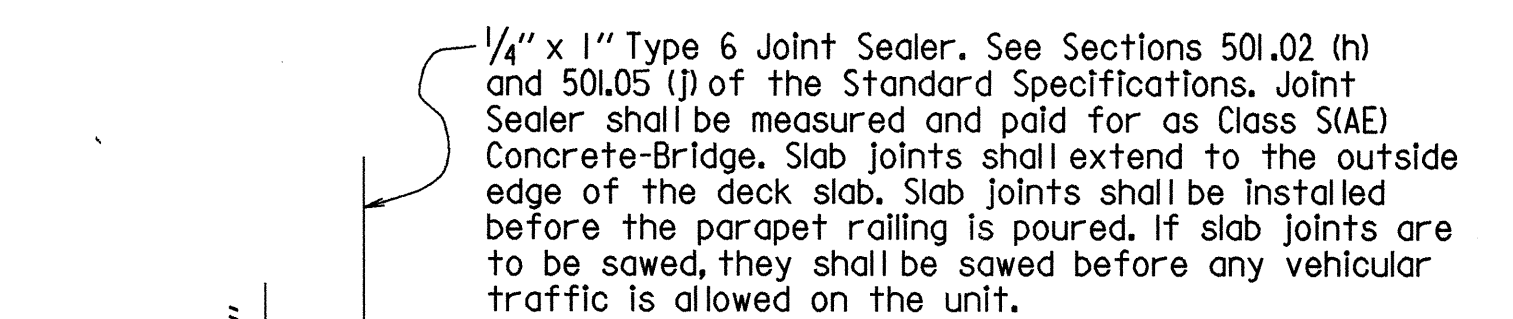 1/4" x 1" Type 6 Joint Sealer. See Sections 501.02 (h)
and 501.05 (j) of the Standard Specifications. Joint
Sealer shall be measured and paid for as Class S(AE)
Concrete-Bridge. Slab joints shall extend to the outside
edge of the deck slab. Slab joints shall be installed
before the parapet railing is poured. If slab joints are
to be sawed, they shall be sawed before any vehicular
traffic is allowed on the unit.